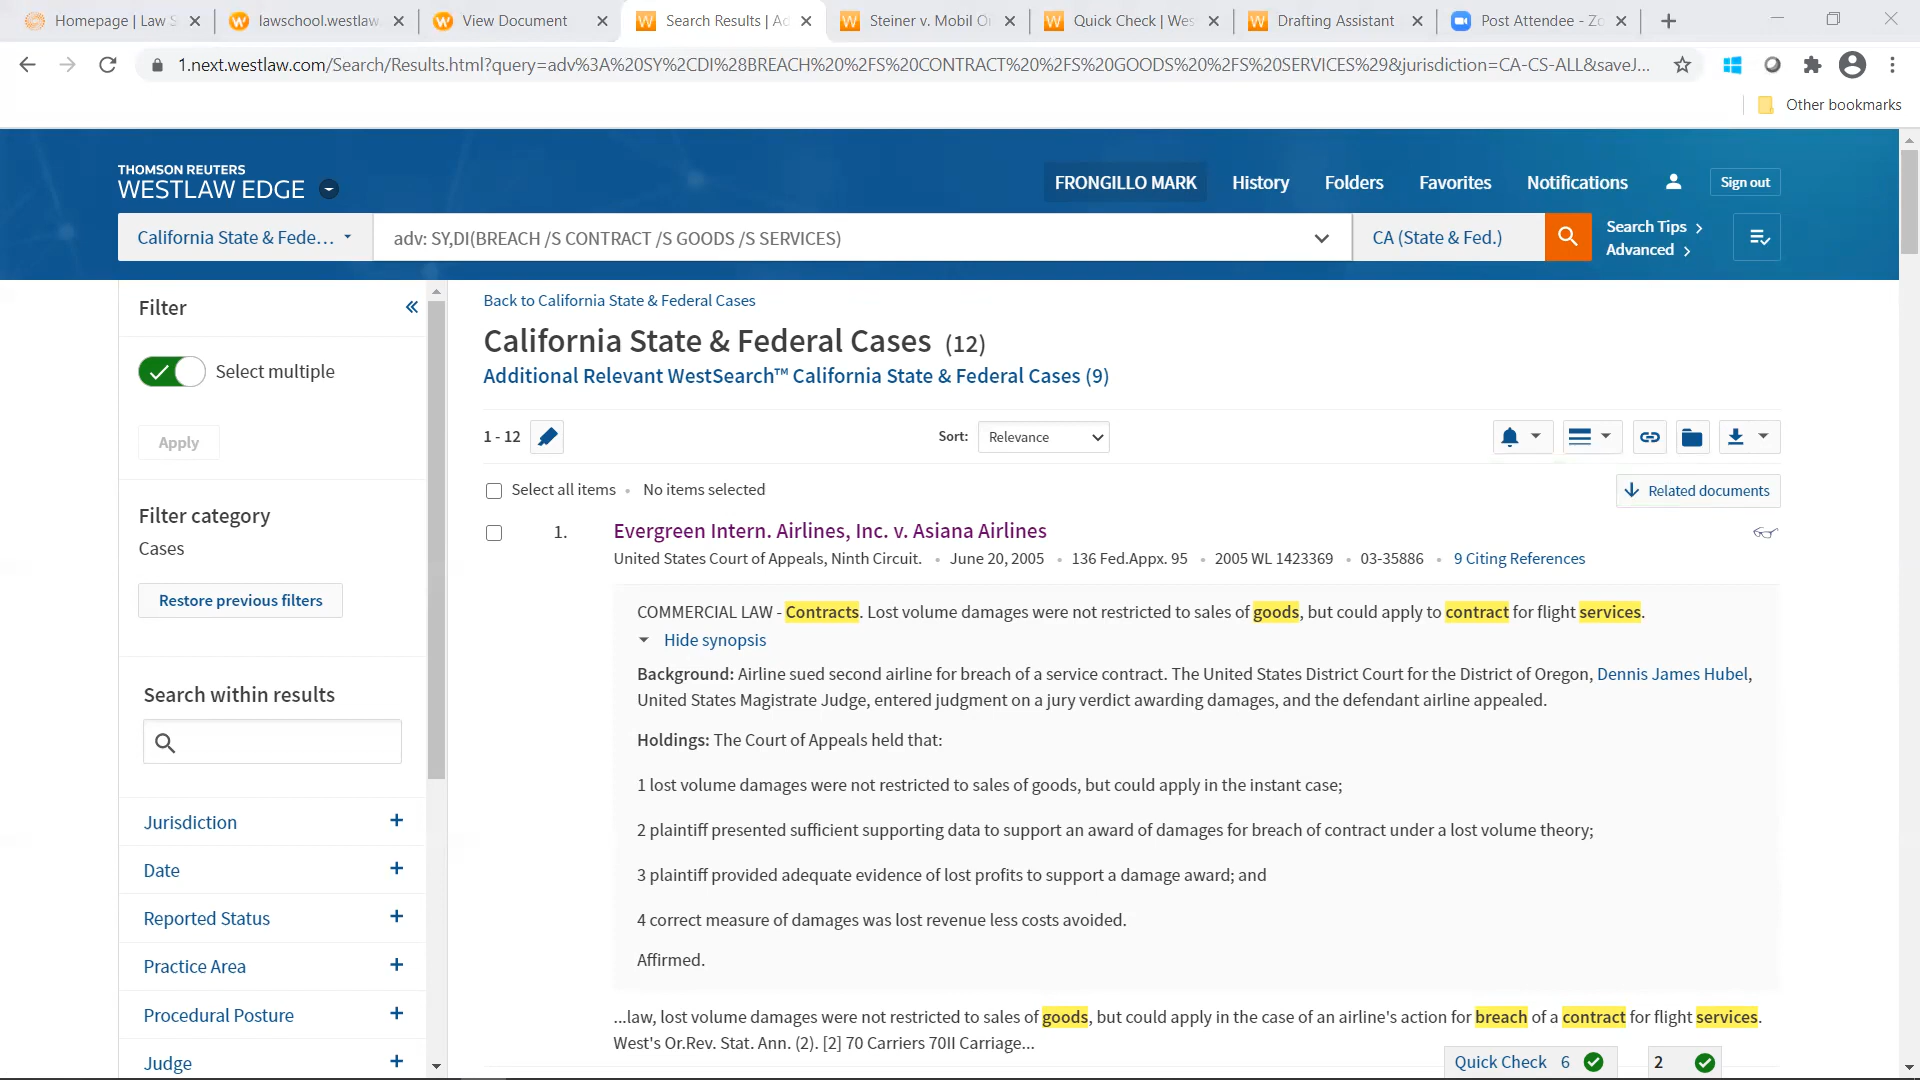 Homepage | Law S
lawschool.westlaw.
View Document
Search Results | Ad
Steiner v. Mobil O
Quick Check | Wes
Drafting Assistant
Post Attendee - Zo
1.next.westlaw.com/Search/Results.html?query=adv%3A%20SY%2CDI%28BREACH%20%2FS%20CONTRACT%20%2FS%20GOODS%20%2FS%20SERVICES%29&jurisdiction=CA-CS-ALL&saveJ...
Other bookmarks
THOMSON REUTERS
WESTLAW EDGE
FRONGILLO MARK
History
Folders
Favorites
Notifications
Sign out
California State & Fede...
adv: SY,DI(BREACH /S CONTRACT /S GOODS /S SERVICES)
CA (State & Fed.)
Search Tips
Advanced
Filter
Select multiple
Apply
Filter category
Cases
Restore previous filters
Search within results
Jurisdiction
Date
Reported Status
Practice Area
Procedural Posture
Judge
Back to California State & Federal Cases
California State & Federal Cases (12)
Additional Relevant WestSearch™ California State & Federal Cases (9)
1 - 12
Sort: Relevance
Select all items • No items selected
Related documents
1. Evergreen Intern. Airlines, Inc. v. Asiana Airlines
United States Court of Appeals, Ninth Circuit. • June 20, 2005 • 136 Fed.Appx. 95 • 2005 WL 1423369 • 03-35886 • 9 Citing References
COMMERCIAL LAW - Contracts. Lost volume damages were not restricted to sales of goods, but could apply to contract for flight services.
Hide synopsis
Background: Airline sued second airline for breach of a service contract. The United States District Court for the District of Oregon, Dennis James Hubel,
United States Magistrate Judge, entered judgment on a jury verdict awarding damages, and the defendant airline appealed.
Holdings: The Court of Appeals held that:
1 lost volume damages were not restricted to sales of goods, but could apply in the instant case;
2 plaintiff presented sufficient supporting data to support an award of damages for breach of contract under a lost volume theory;
3 plaintiff provided adequate evidence of lost profits to support a damage award; and
4 correct measure of damages was lost revenue less costs avoided.
Affirmed.
...law, lost volume damages were not restricted to sales of goods, but could apply in the case of an airline's action for breach of a contract for flight services.
West's Or.Rev. Stat. Ann. (2). [2] 70 Carriers 70II Carriage...
Quick Check 6
2